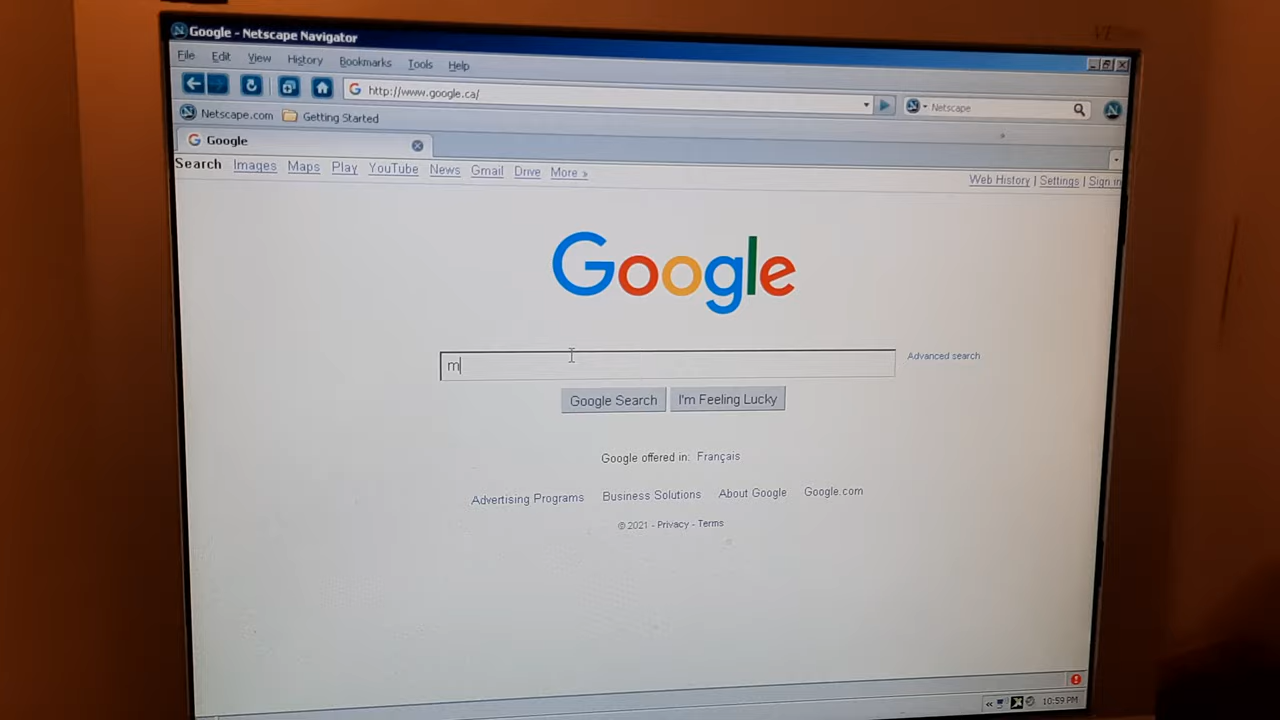 Google - Netscape Navigator
File Edit View History Bookmarks Tools Help
http://www.google.ca/ Netscape
Netscape.com Getting Started
Google
Search Images Maps Play YouTube News Gmail Drive More »
Web History | Settings | Sign in
Google
m
Advanced search
Google Search I'm Feeling Lucky
Google offered in: Français
Advertising Programs Business Solutions About Google Google.com
© 2021 - Privacy - Terms
« 10:59 PM